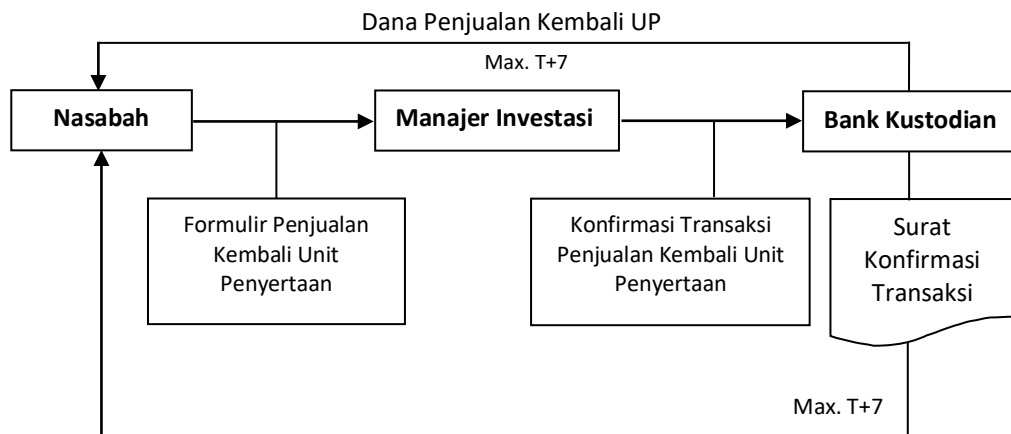 Dana Penjualan Kembali UP
Max. T+7
Nasabah
Manajer Investasi
Bank Kustodian
Formulir Penjualan
Kembali Unit
Penyertaan
Konfirmasi Transaksi
Penjualan Kembali Unit
Penyertaan
Surat
Konfirmasi
Transaksi
Max. T+7